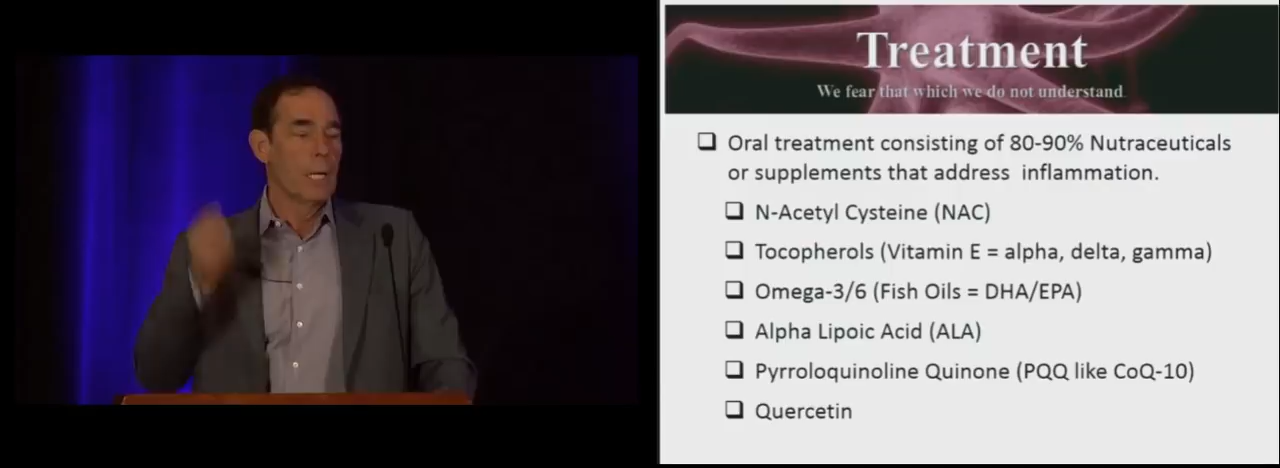 Treatment
We fear that which we do not understand
Oral treatment consisting of 80-90% Nutraceuticals
or supplements that address inflammation.
N-Acetyl Cysteine (NAC)
Tocopherols (Vitamin E = alpha, delta, gamma)
Omega-3/6 (Fish Oils = DHA/EPA)
Alpha Lipoic Acid (ALA)
Pyrroloquinoline Quinone (PQQ like CoQ-10)
Quercetin